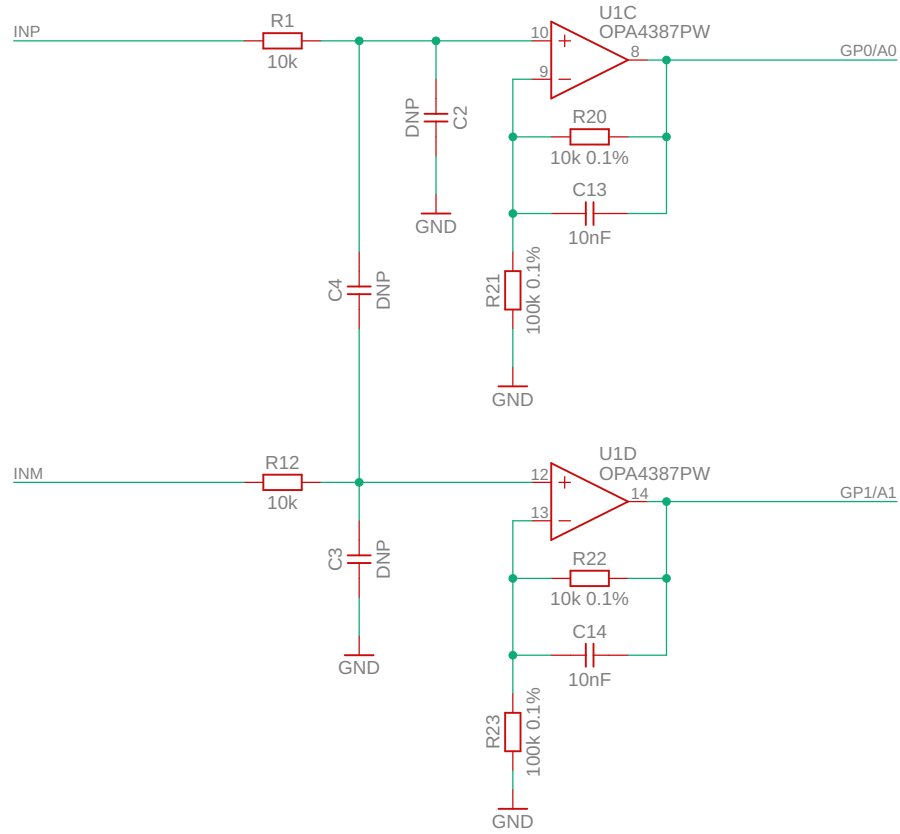 INP
R1
10k
DNP
C2
GND
U1C
OPA4387PW
10
9
8
GP0/A0
R20
10k 0.1%
C13
10nF
R21
100k 0.1%
GND
C4
DNP
INM
R12
10k
C3
DNP
GND
U1D
OPA4387PW
12
13
14
GP1/A1
R22
10k 0.1%
C14
10nF
R23
100k 0.1%
GND